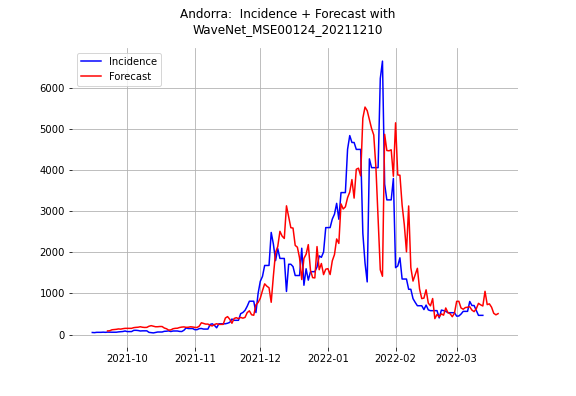 Andorra:  Incidence + Forecast with
WaveNet_MSE00124_20211210
Incidence
Forecast
6000
5000
4000
3000
2000
1000
0
2021-10 2021-11 2021-12 2022-01 2022-02 2022-03